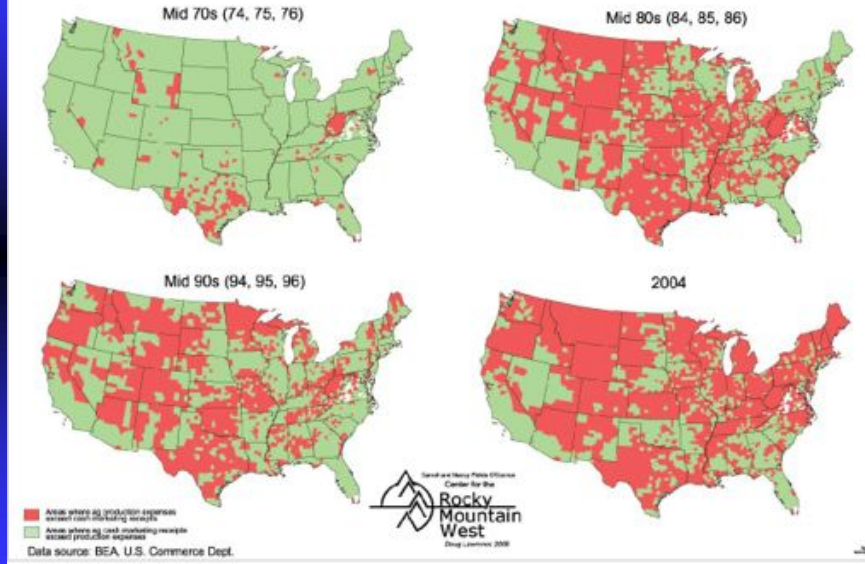 Mid 70s (74, 75, 76)
Mid 80s (84, 85, 86)
Mid 90s (94, 95, 96)
2004
Center for the
Rocky
Mountain
West
Areas where ag production expenses
exceed cash marketing receipts
Areas where ag cash marketing receipts
exceed production expenses
Data source: BEA, U.S. Commerce Dept.